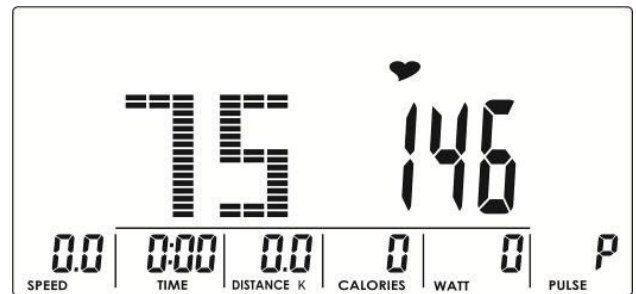 75 146
0.0 0:00 0.0 0 0 P
SPEED TIME DISTANCE K CALORIES WATT PULSE